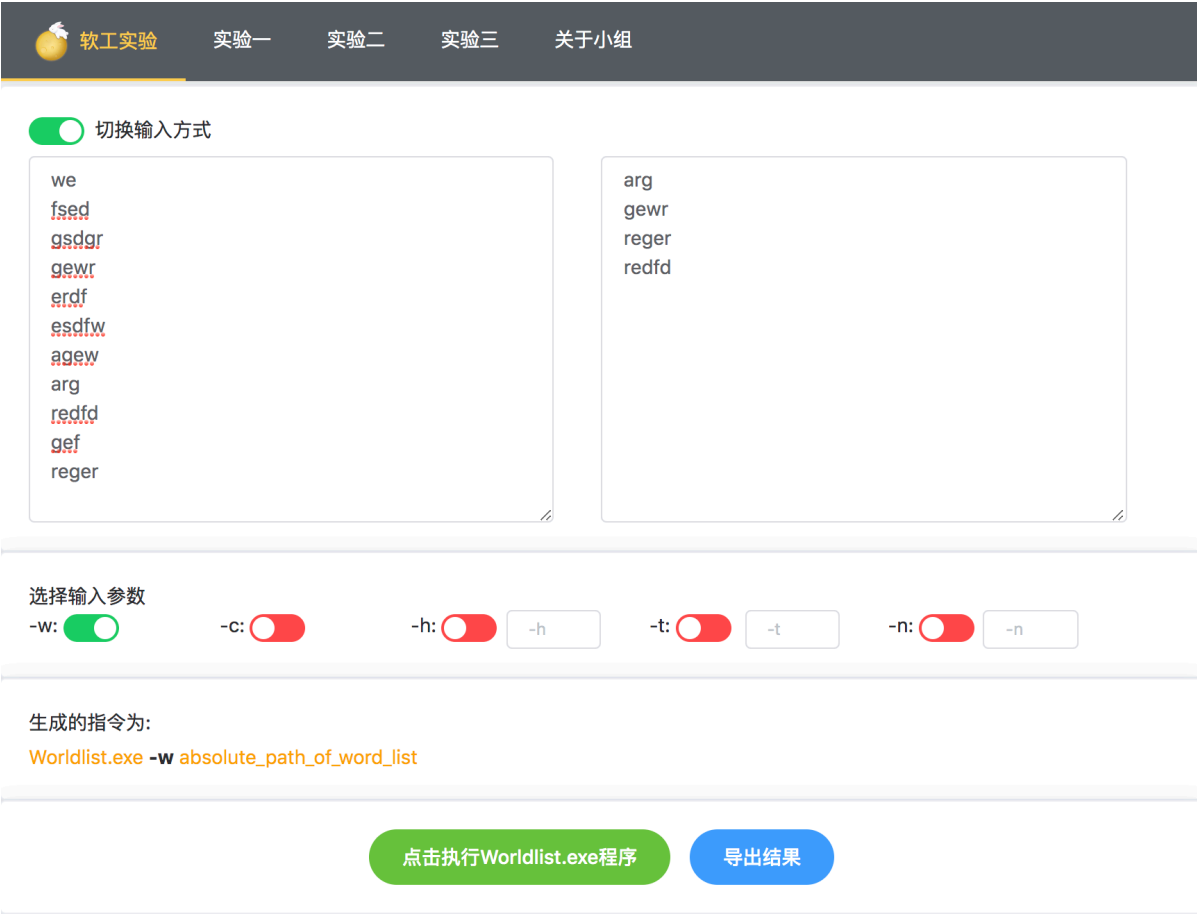 软工实验 实验一 实验二 实验三 关于小组
切换输入方式
we
fsed
gsdgr
gewr
erdf
esdfw
agew
arg
redfd
gef
reger
arg
gewr
reger
redfd
选择输入参数
-w: -c: -h: -h -t: -t -n: -n
生成的指令为:
Worldlist.exe -w absolute_path_of_word_list
点击执行Worldlist.exe程序 导出结果